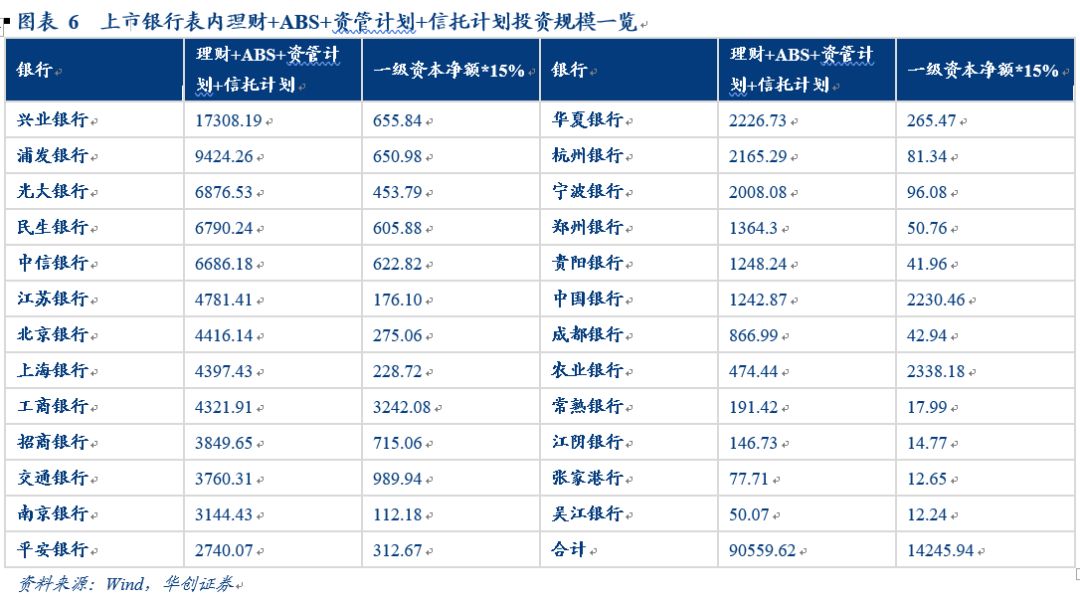 图表 6 上市银行表内理财+ABS+资管计划+信托计划投资规模一览
银行 理财+ABS+资管计划+信托计划 一级资本净额*15% 银行 理财+ABS+资管计划+信托计划 一级资本净额*15%
兴业银行 17308.19 655.84 华夏银行 2226.73 265.47
浦发银行 9424.26 650.98 杭州银行 2165.29 81.34
光大银行 6876.53 453.79 宁波银行 2008.08 96.08
民生银行 6790.24 605.88 郑州银行 1364.3 50.76
中信银行 6686.18 622.82 贵阳银行 1248.24 41.96
江苏银行 4781.41 176.10 中国银行 1242.87 2230.46
北京银行 4416.14 275.06 成都银行 866.99 42.94
上海银行 4397.43 228.72 农业银行 474.44 2338.18
工商银行 4321.91 3242.08 常熟银行 191.42 17.99
招商银行 3849.65 715.06 江阴银行 146.73 14.77
交通银行 3760.31 989.94 张家港行 77.71 12.65
南京银行 3144.43 112.18 吴江银行 50.07 12.24
平安银行 2740.07 312.67 合计 90559.62 14245.94
资料来源：Wind，华创证券